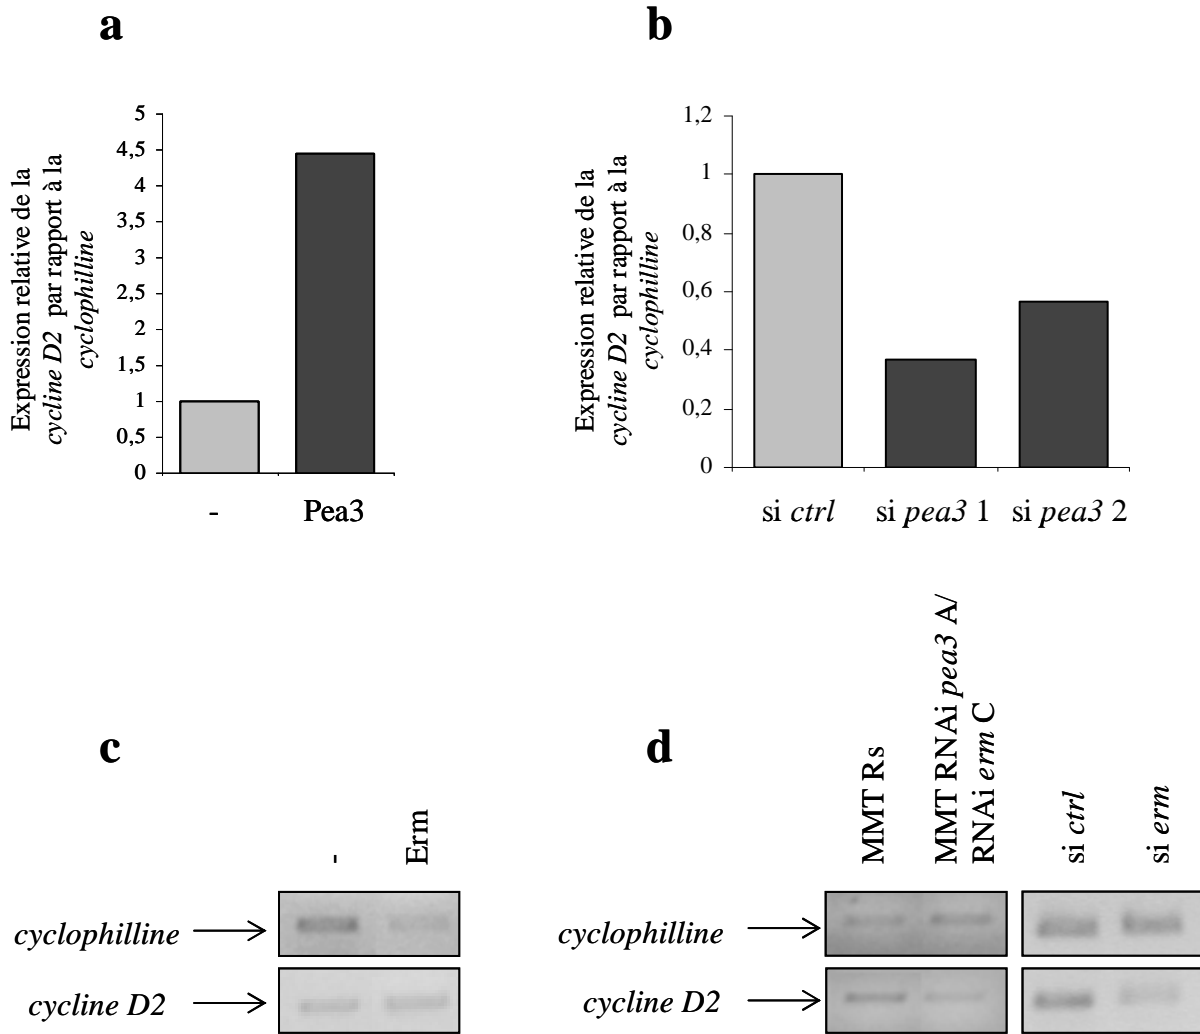 a
Expression relative de la
cycline D2 par rapport à la
cyclophilline
5
4,5
4
3,5
3
2,5
2
1,5
1
0,5
0
-
Pea3
b
Expression relative de la
cycline D2 par rapport à la
cyclophilline
1,2
1
0,8
0,6
0,4
0,2
0
si ctrl
si pea3 1
si pea3 2
c
-
Erm
cyclophilline
cycline D2
d
MMT Rs
MMT RNAi pea3 A/
RNAi erm C
si ctrl
si erm
cyclophilline
cycline D2